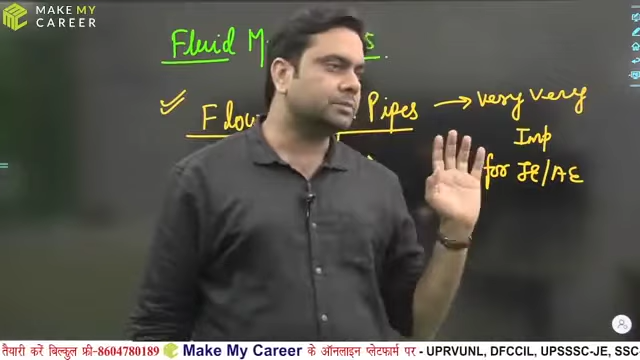 MAKE MY
CAREER
Fluid M
Flow Pipes → Very Very
Imp
for JE/AE
तैयारी करें बिल्कुल फ्री-8604780189 Make My Career के ऑनलाइन प्लेटफार्म पर - UPRVUNL, DFCCIL, UPSSSC-JE, SSC